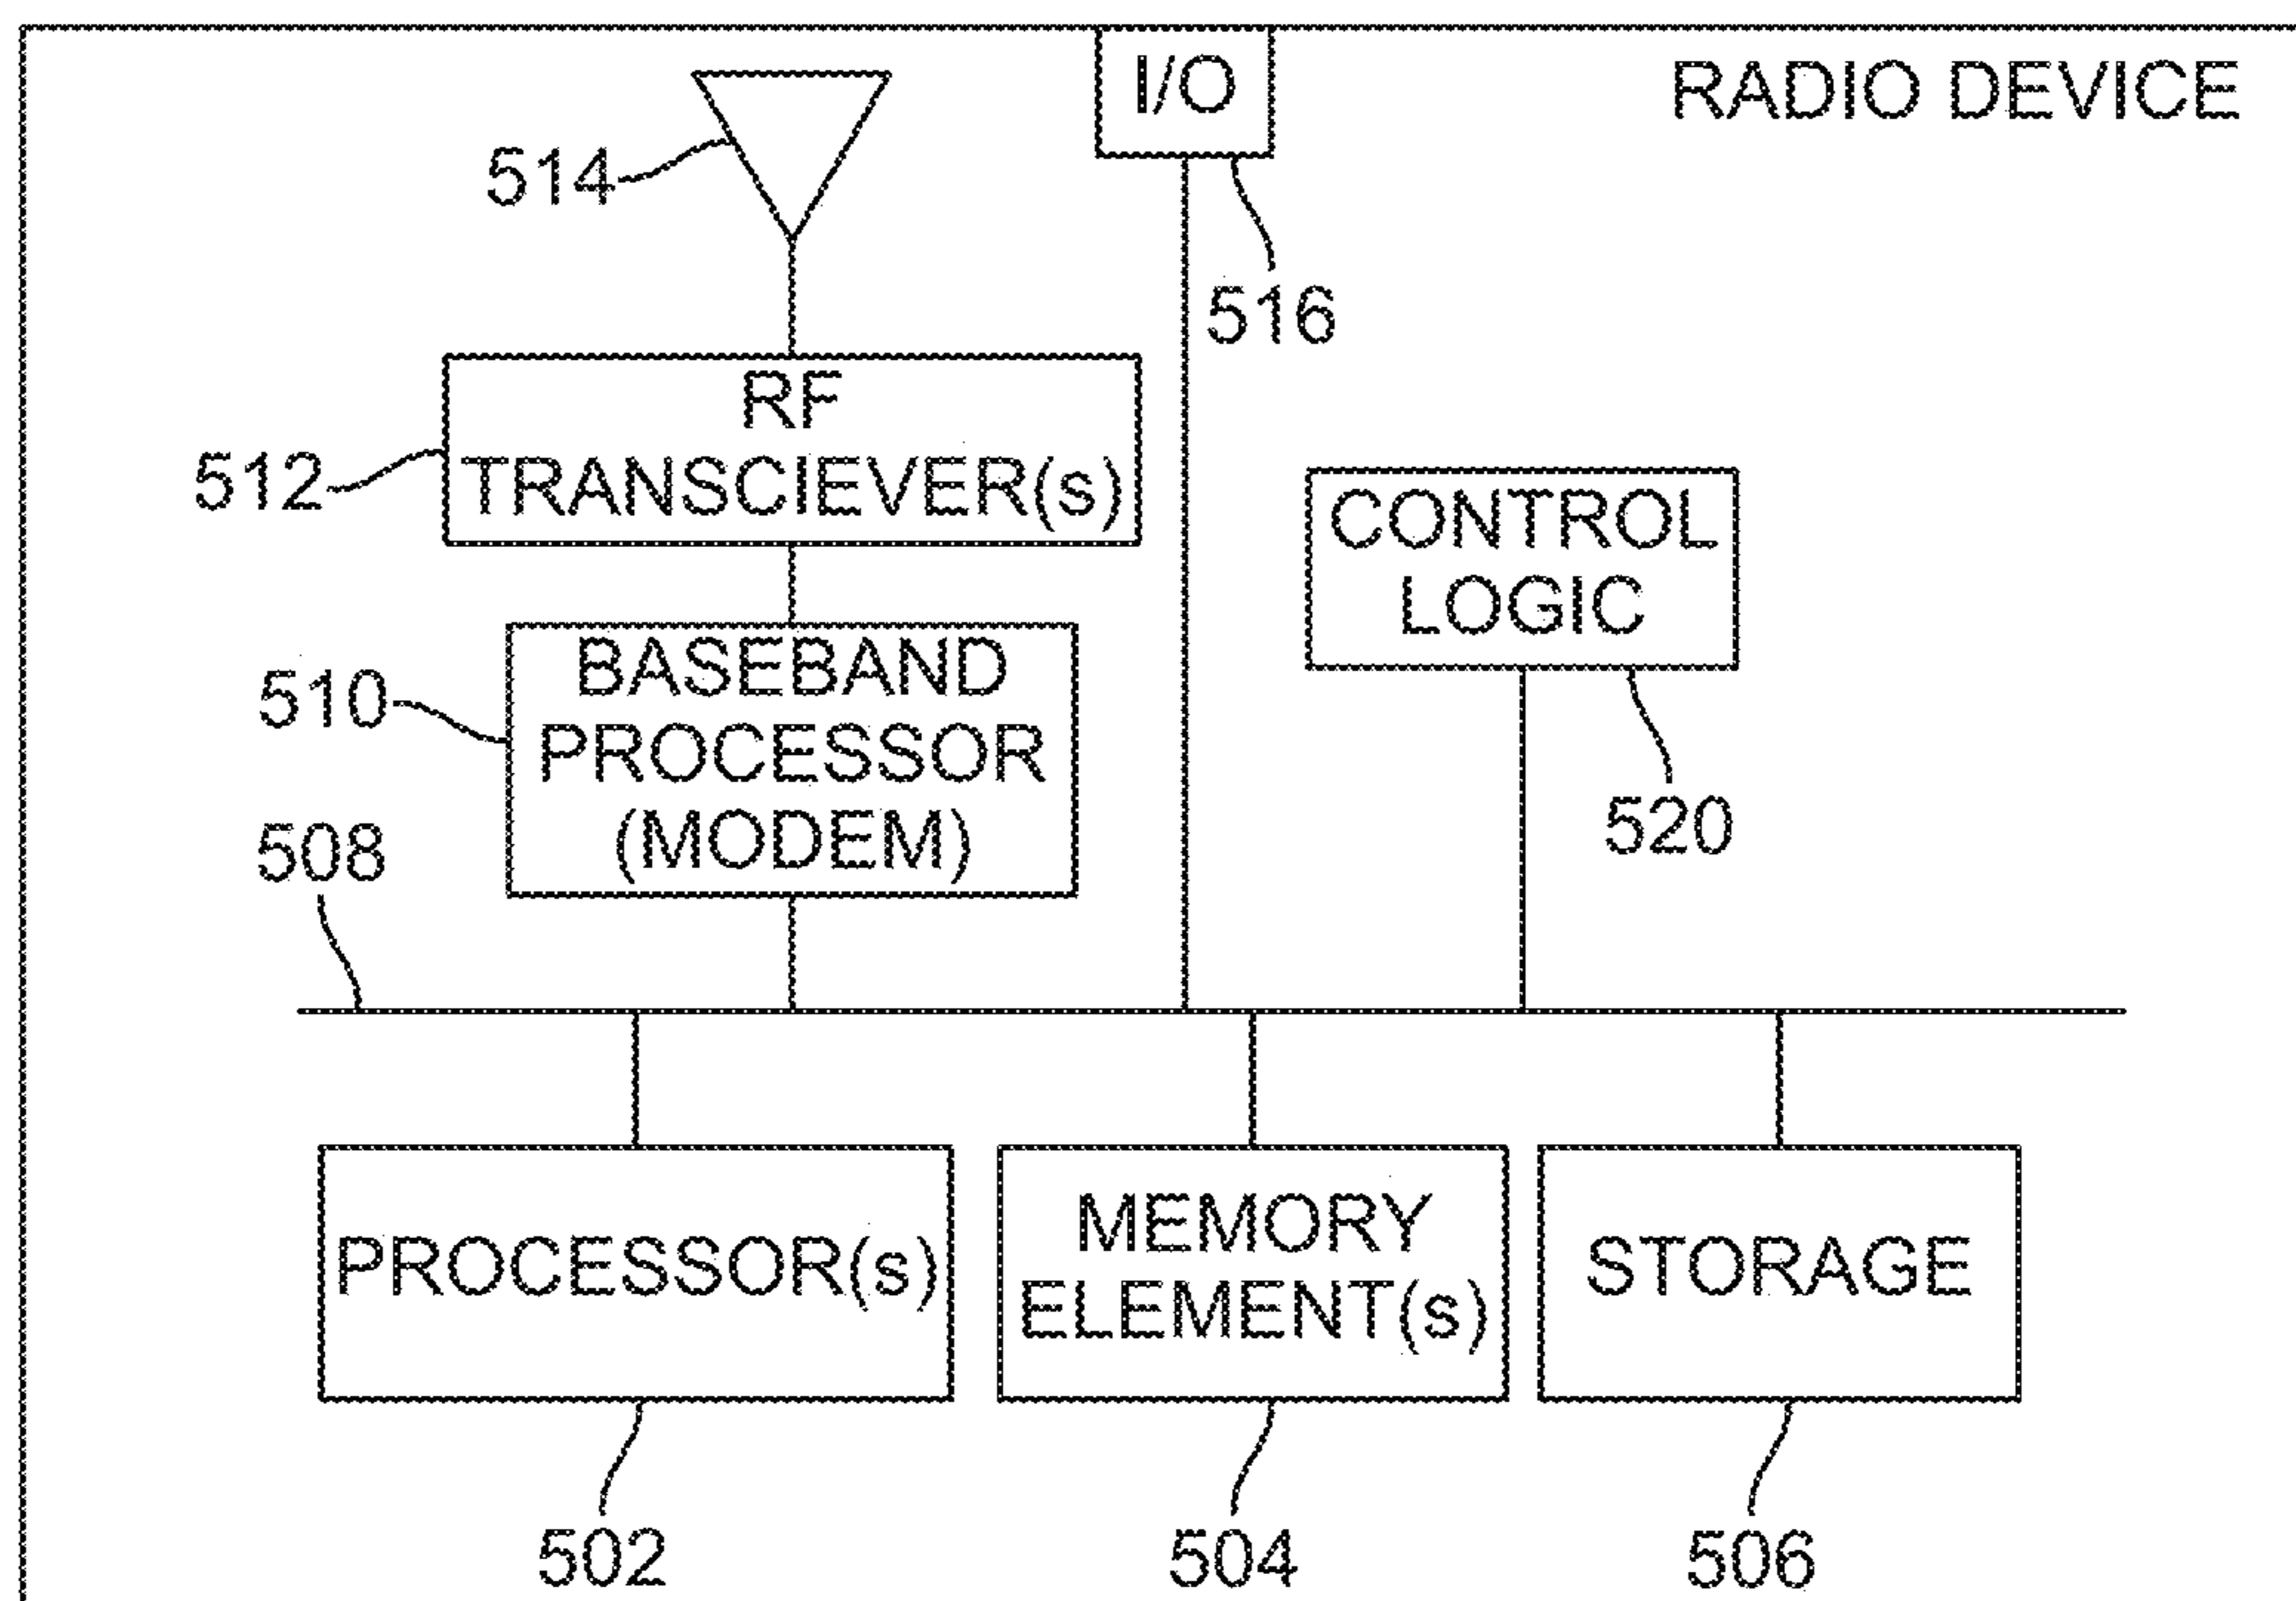 I/O
RADIO DEVICE
514
516
RF
TRANSCIEVER(s)
512
CONTROL
LOGIC
BASEBAND
PROCESSOR
(MODEM)
510
520
508
PROCESSOR(s)
MEMORY
ELEMENT(s)
STORAGE
502
504
506